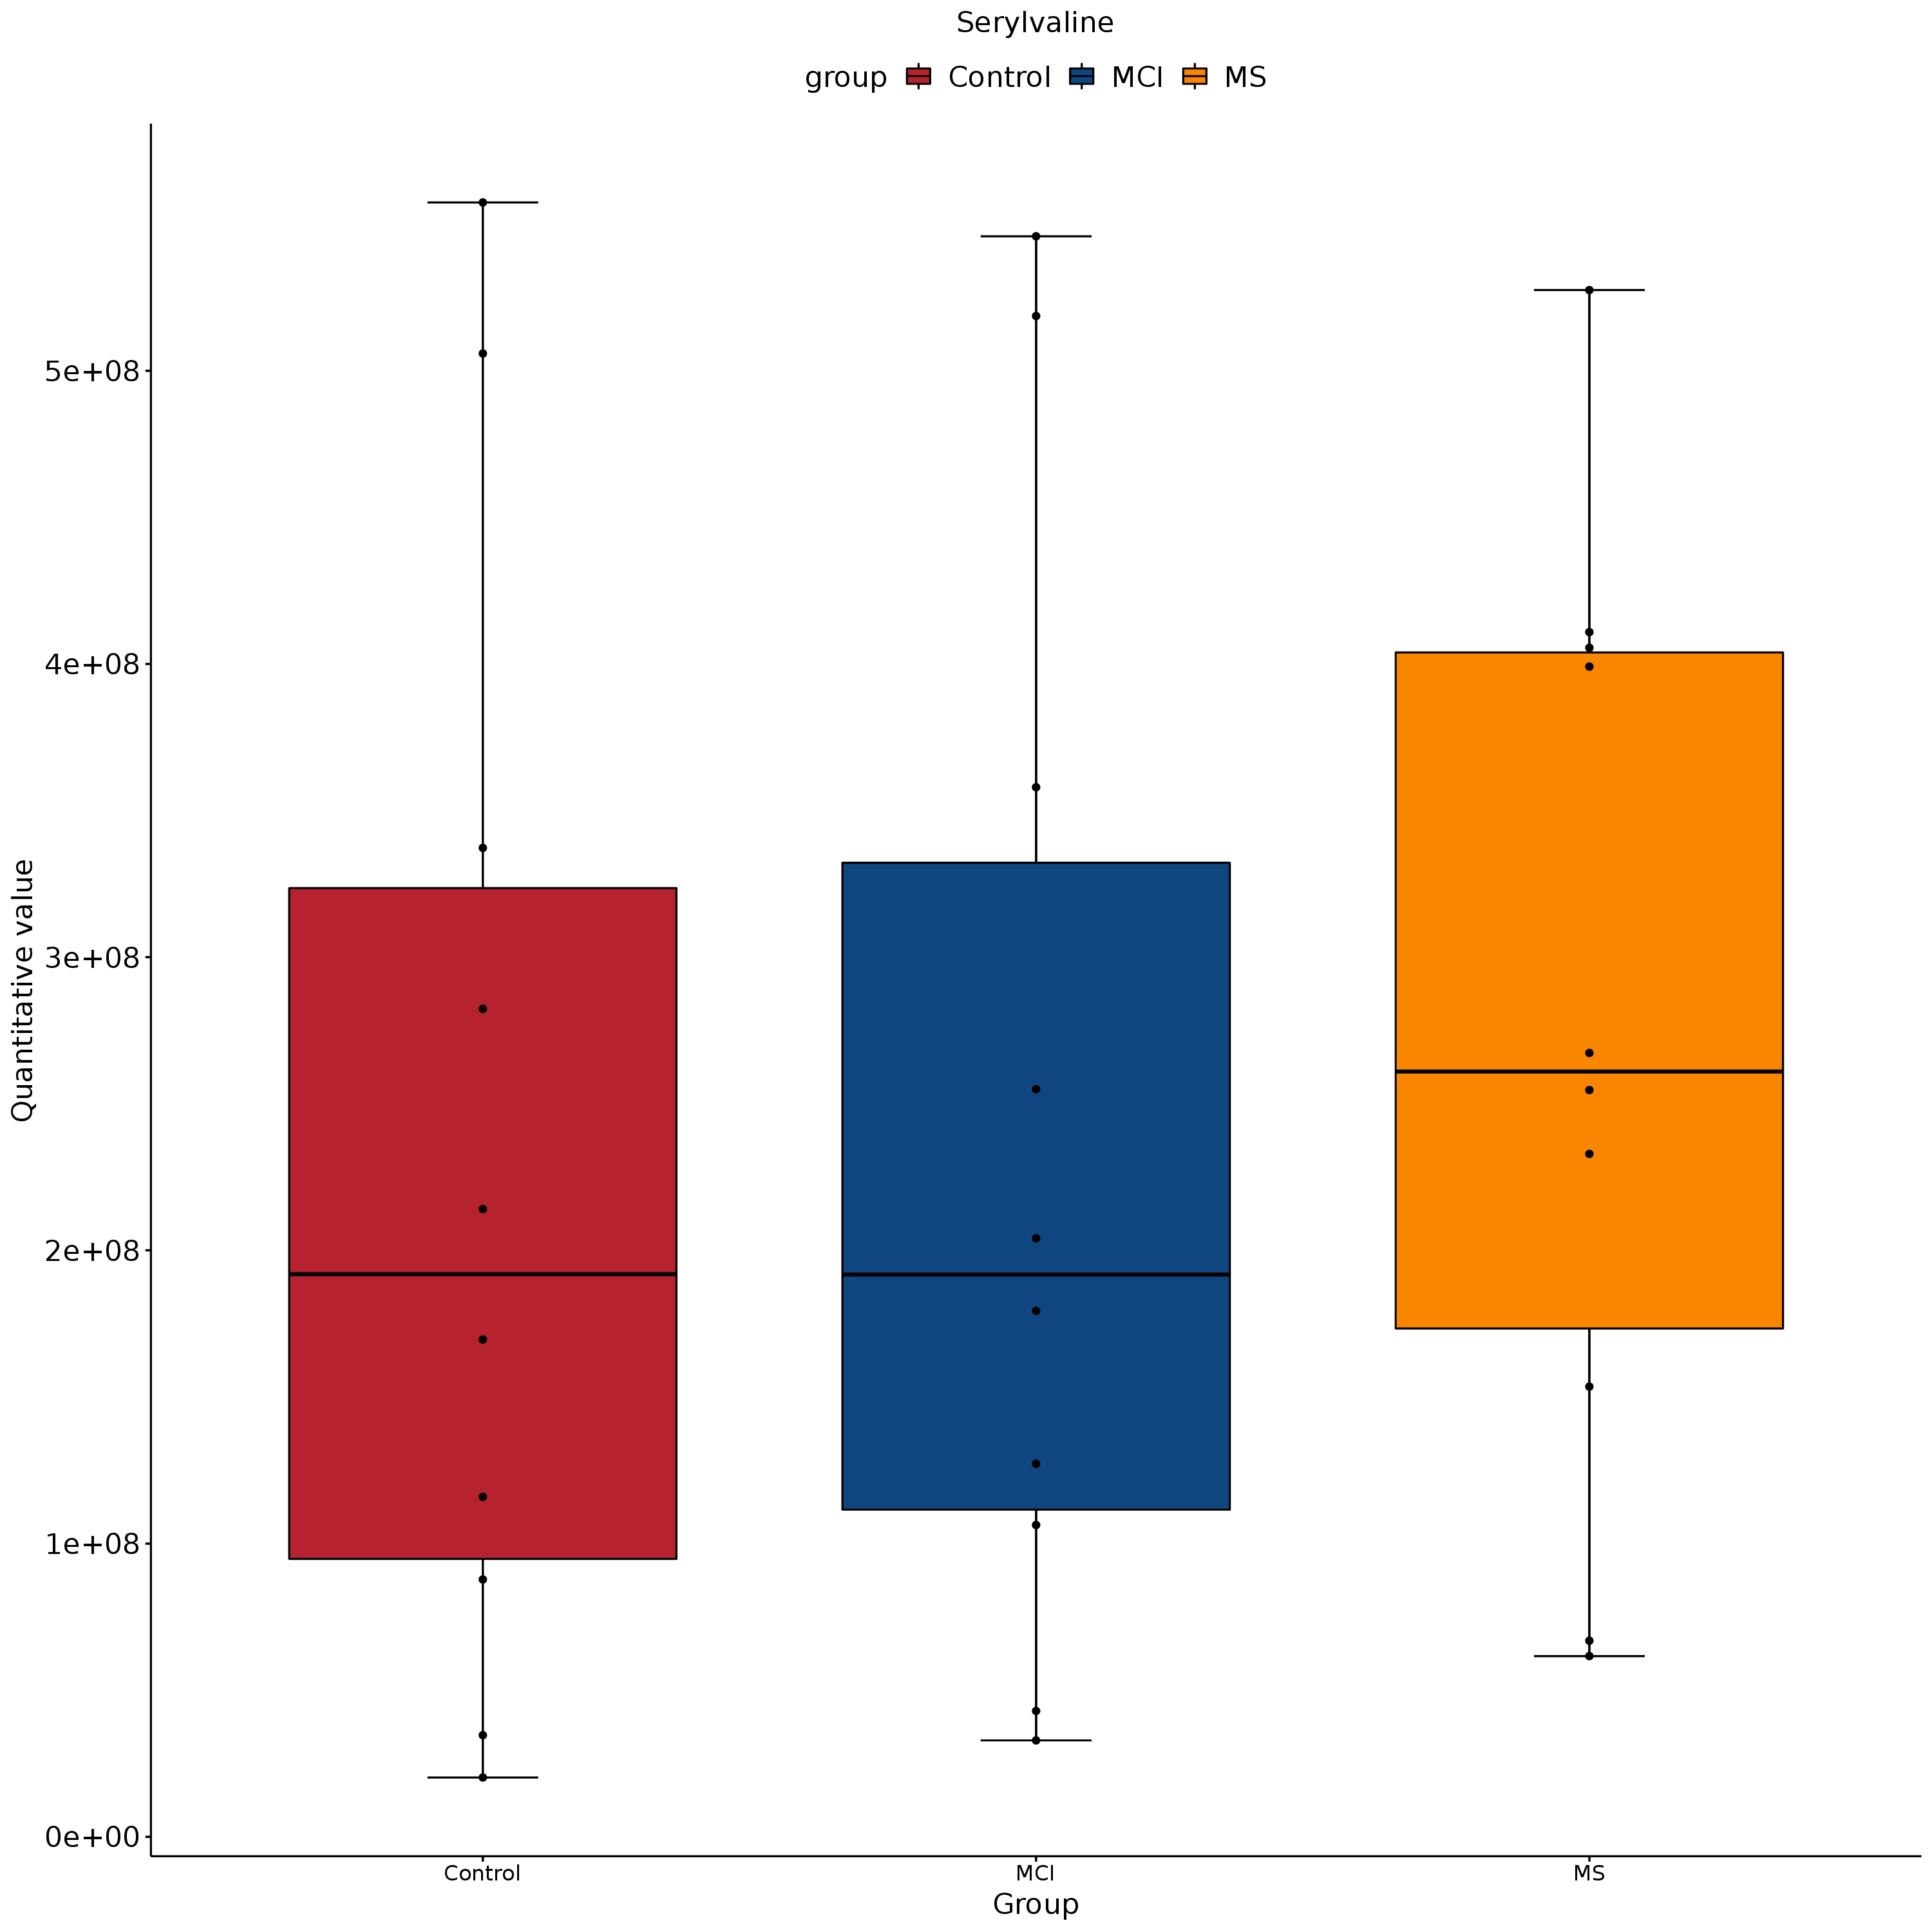 Serylvaline
group Control MCI MS
Quantitative value
5e+08
4e+08
3e+08
2e+08
1e+08
0e+00
Control MCI MS
Group